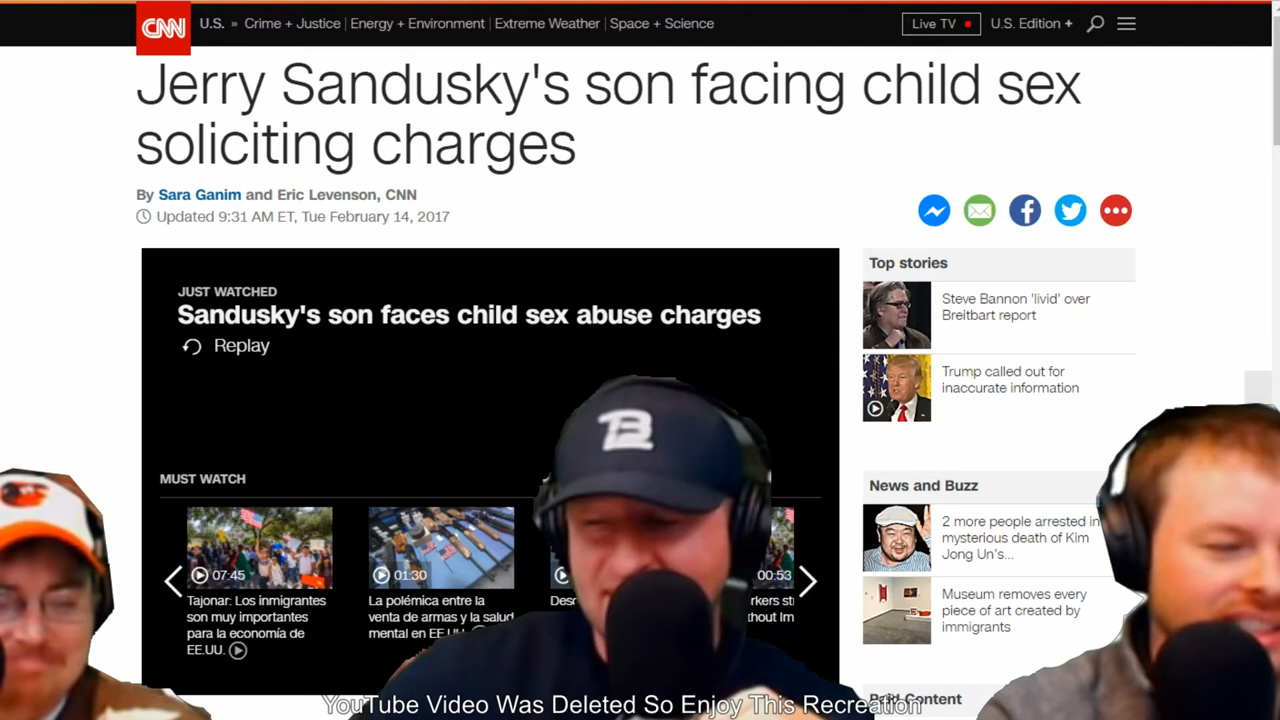 CNN
U.S. » Crime + Justice | Energy + Environment | Extreme Weather | Space + Science
Live TV
U.S. Edition +
Jerry Sandusky's son facing child sex
soliciting charges
By Sara Ganim and Eric Levenson, CNN
Updated 9:31 AM ET, Tue February 14, 2017
JUST WATCHED
Sandusky's son faces child sex abuse charges
Replay
MUST WATCH
07:45
01:30
00:53
Tajonar: Los inmigrantes
son muy importantes
para la economía de
EE.UU.
La polémica entre la
venta de armas y la salud
mental en EE.UU.
Top stories
Steve Bannon 'livid' over
Breitbart report
Trump called out for
inaccurate information
News and Buzz
2 more people arrested in
mysterious death of Kim
Jong Un's...
Museum removes every
piece of art created by
immigrants
Content
YouTube Video Was Deleted So Enjoy This Recreation